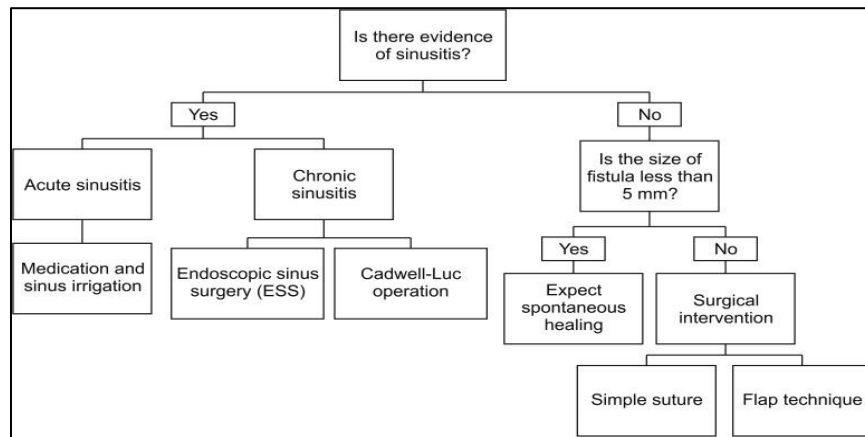 Is there evidence
of sinusitis?
Yes
No
Acute sinusitis
Chronic
sinusitis
Is the size of
fistula less than
5 mm?
Medication and
sinus irrigation
Endoscopic sinus
surgery (ESS)
Cadwell-Luc
operation
Yes
No
Expect
spontaneous
healing
Surgical
intervention
Simple suture
Flap technique